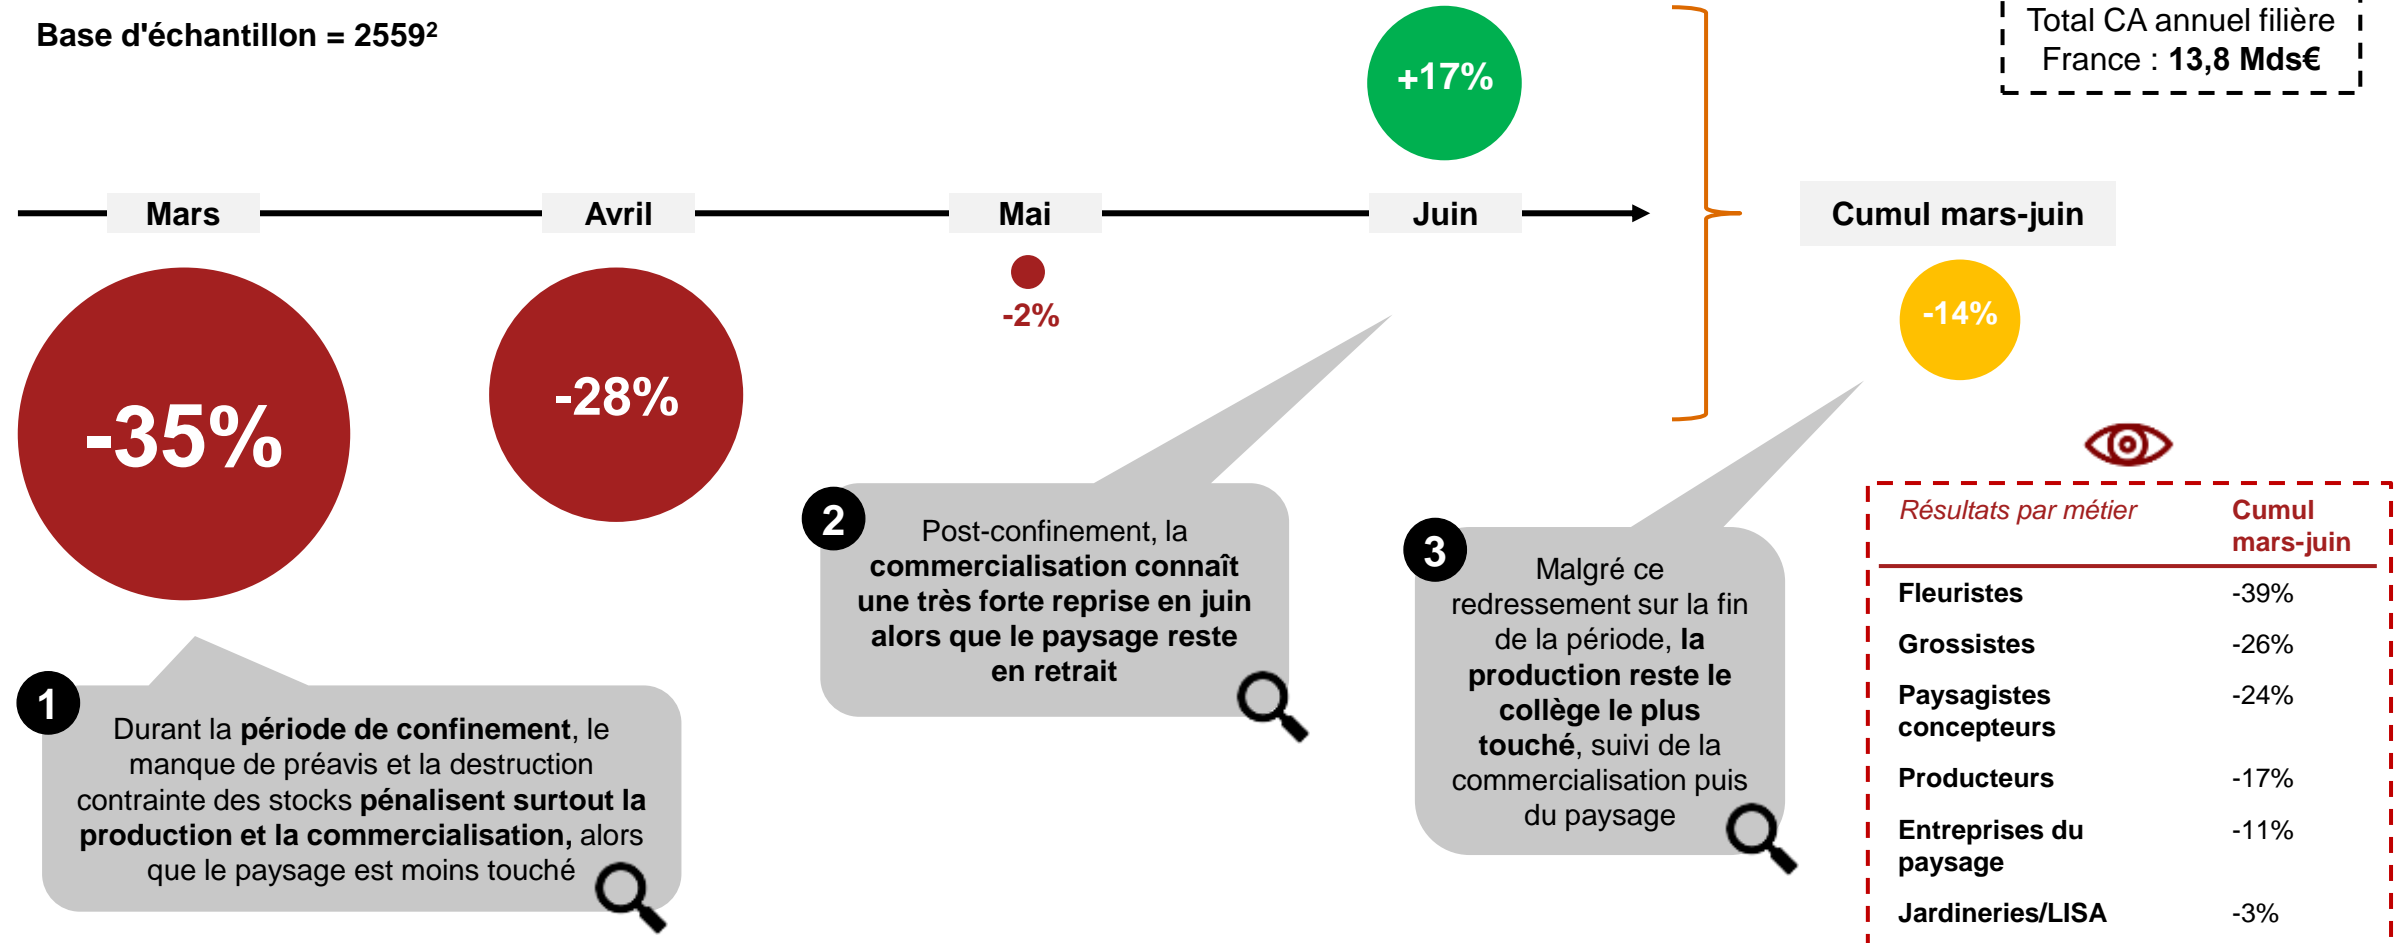 Base d'échantillon = 2559²
Total CA annuel filière
France : 13,8 Mds€
+17%
Mars
Avril
Mai
Juin
Cumul mars-juin
-35%
-28%
-2%
-14%
1
Durant la période de confinement, le
manque de préavis et la destruction
contrainte des stocks pénalisent surtout la
production et la commercialisation, alors
que le paysage est moins touché
2
Post-confinement, la
commercialisation connaît
une très forte reprise en juin
alors que le paysage reste
en retrait
3
Malgré ce
redressement sur la fin
de la période, la
production reste le
collège le plus
touché, suivi de la
commercialisation puis
du paysage
Résultats par métier
Cumul
mars-juin
Fleuristes -39%
Grossistes -26%
Paysagistes -24%
concepteurs
Producteurs -17%
Entreprises du -11%
paysage
Jardineries/LISA -3%